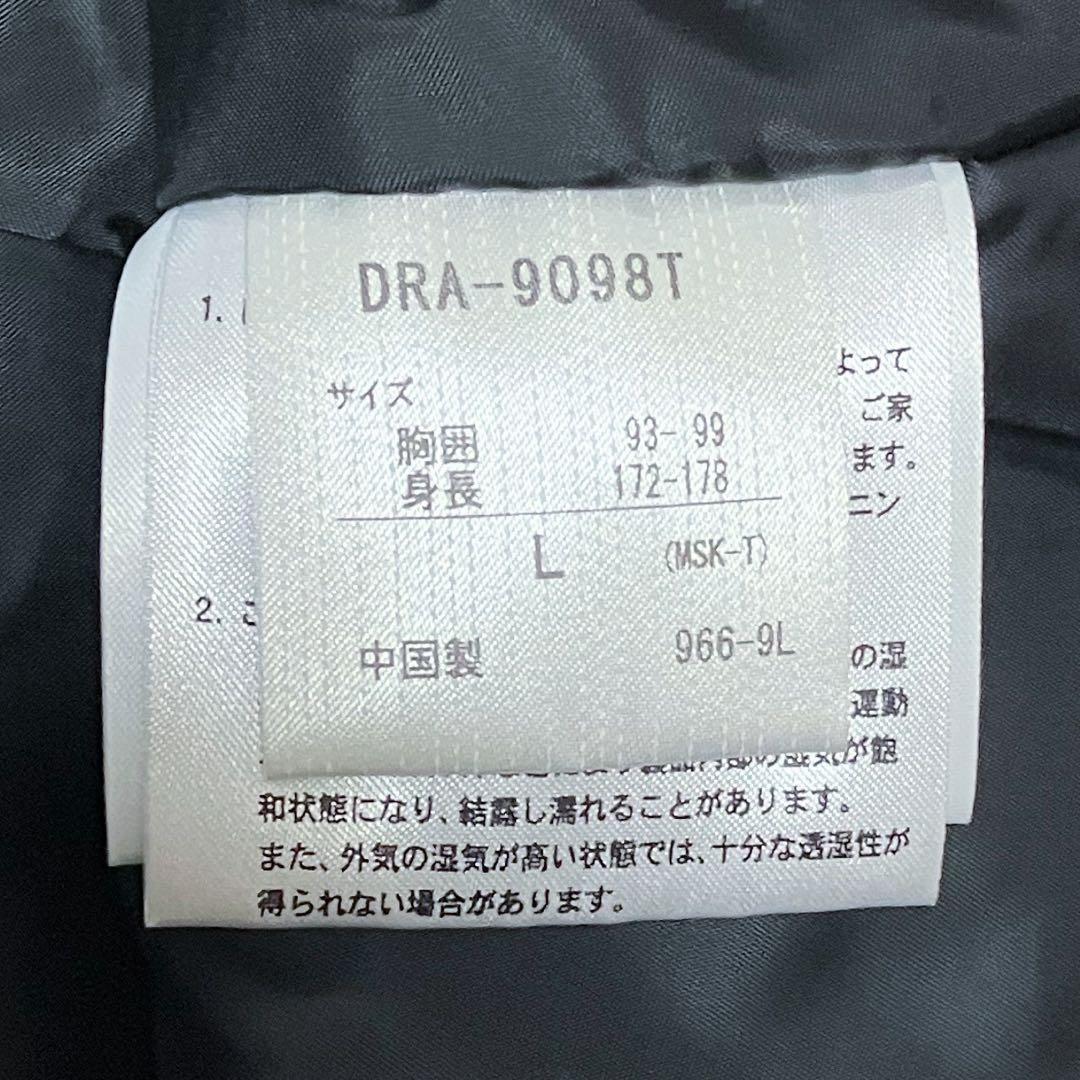 DRA-9098T
サイズ
胸囲 93-99
身長 172-178
L (MSK-T)
中国製 966-9L
1.
よって
ご家
ます。
ニン
2. こ
の湿
運動
が飽
和状態になり、結露し濡れることがあります。
また、外気の湿気が高い状態では、十分な透湿性が
得られない場合があります。